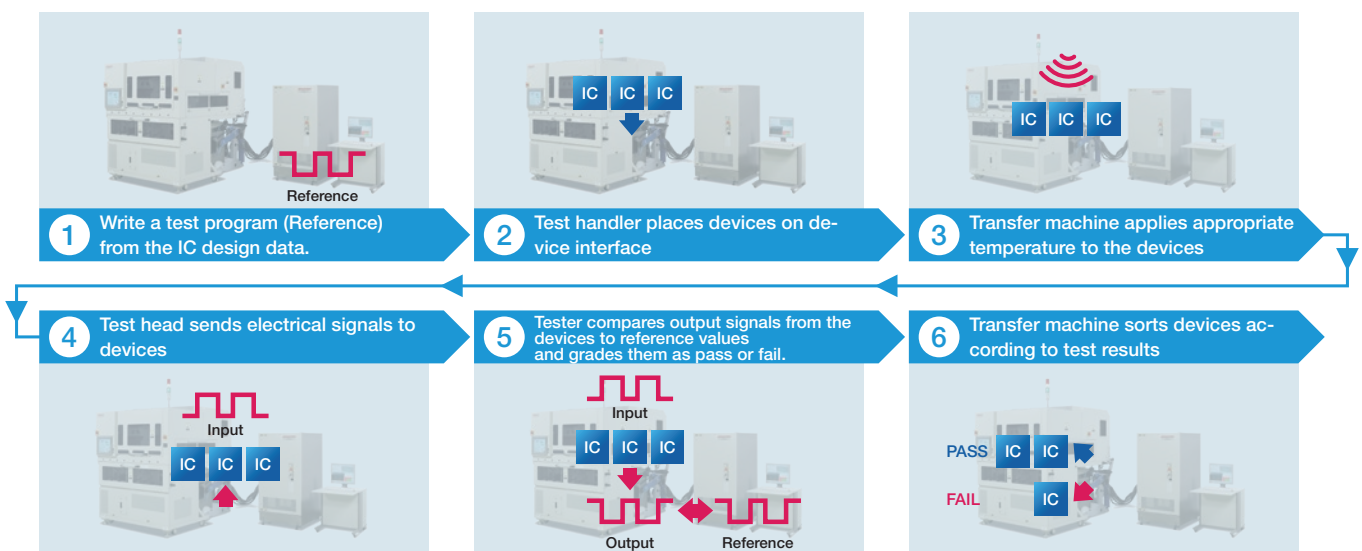 Reference
1
Write a test program (Reference)
from the IC design data.
IC IC IC
2
Test handler places devices on de-
vice interface
IC IC IC
3
Transfer machine applies appropriate
temperature to the devices
4
Test head sends electrical signals to
devices
Input
IC IC IC
5
Tester compares output signals from the
devices to reference values
and grades them as pass or fail.
Input
IC IC IC
Output Reference
6
Transfer machine sorts devices ac-
cording to test results
PASS IC IC
FAIL IC